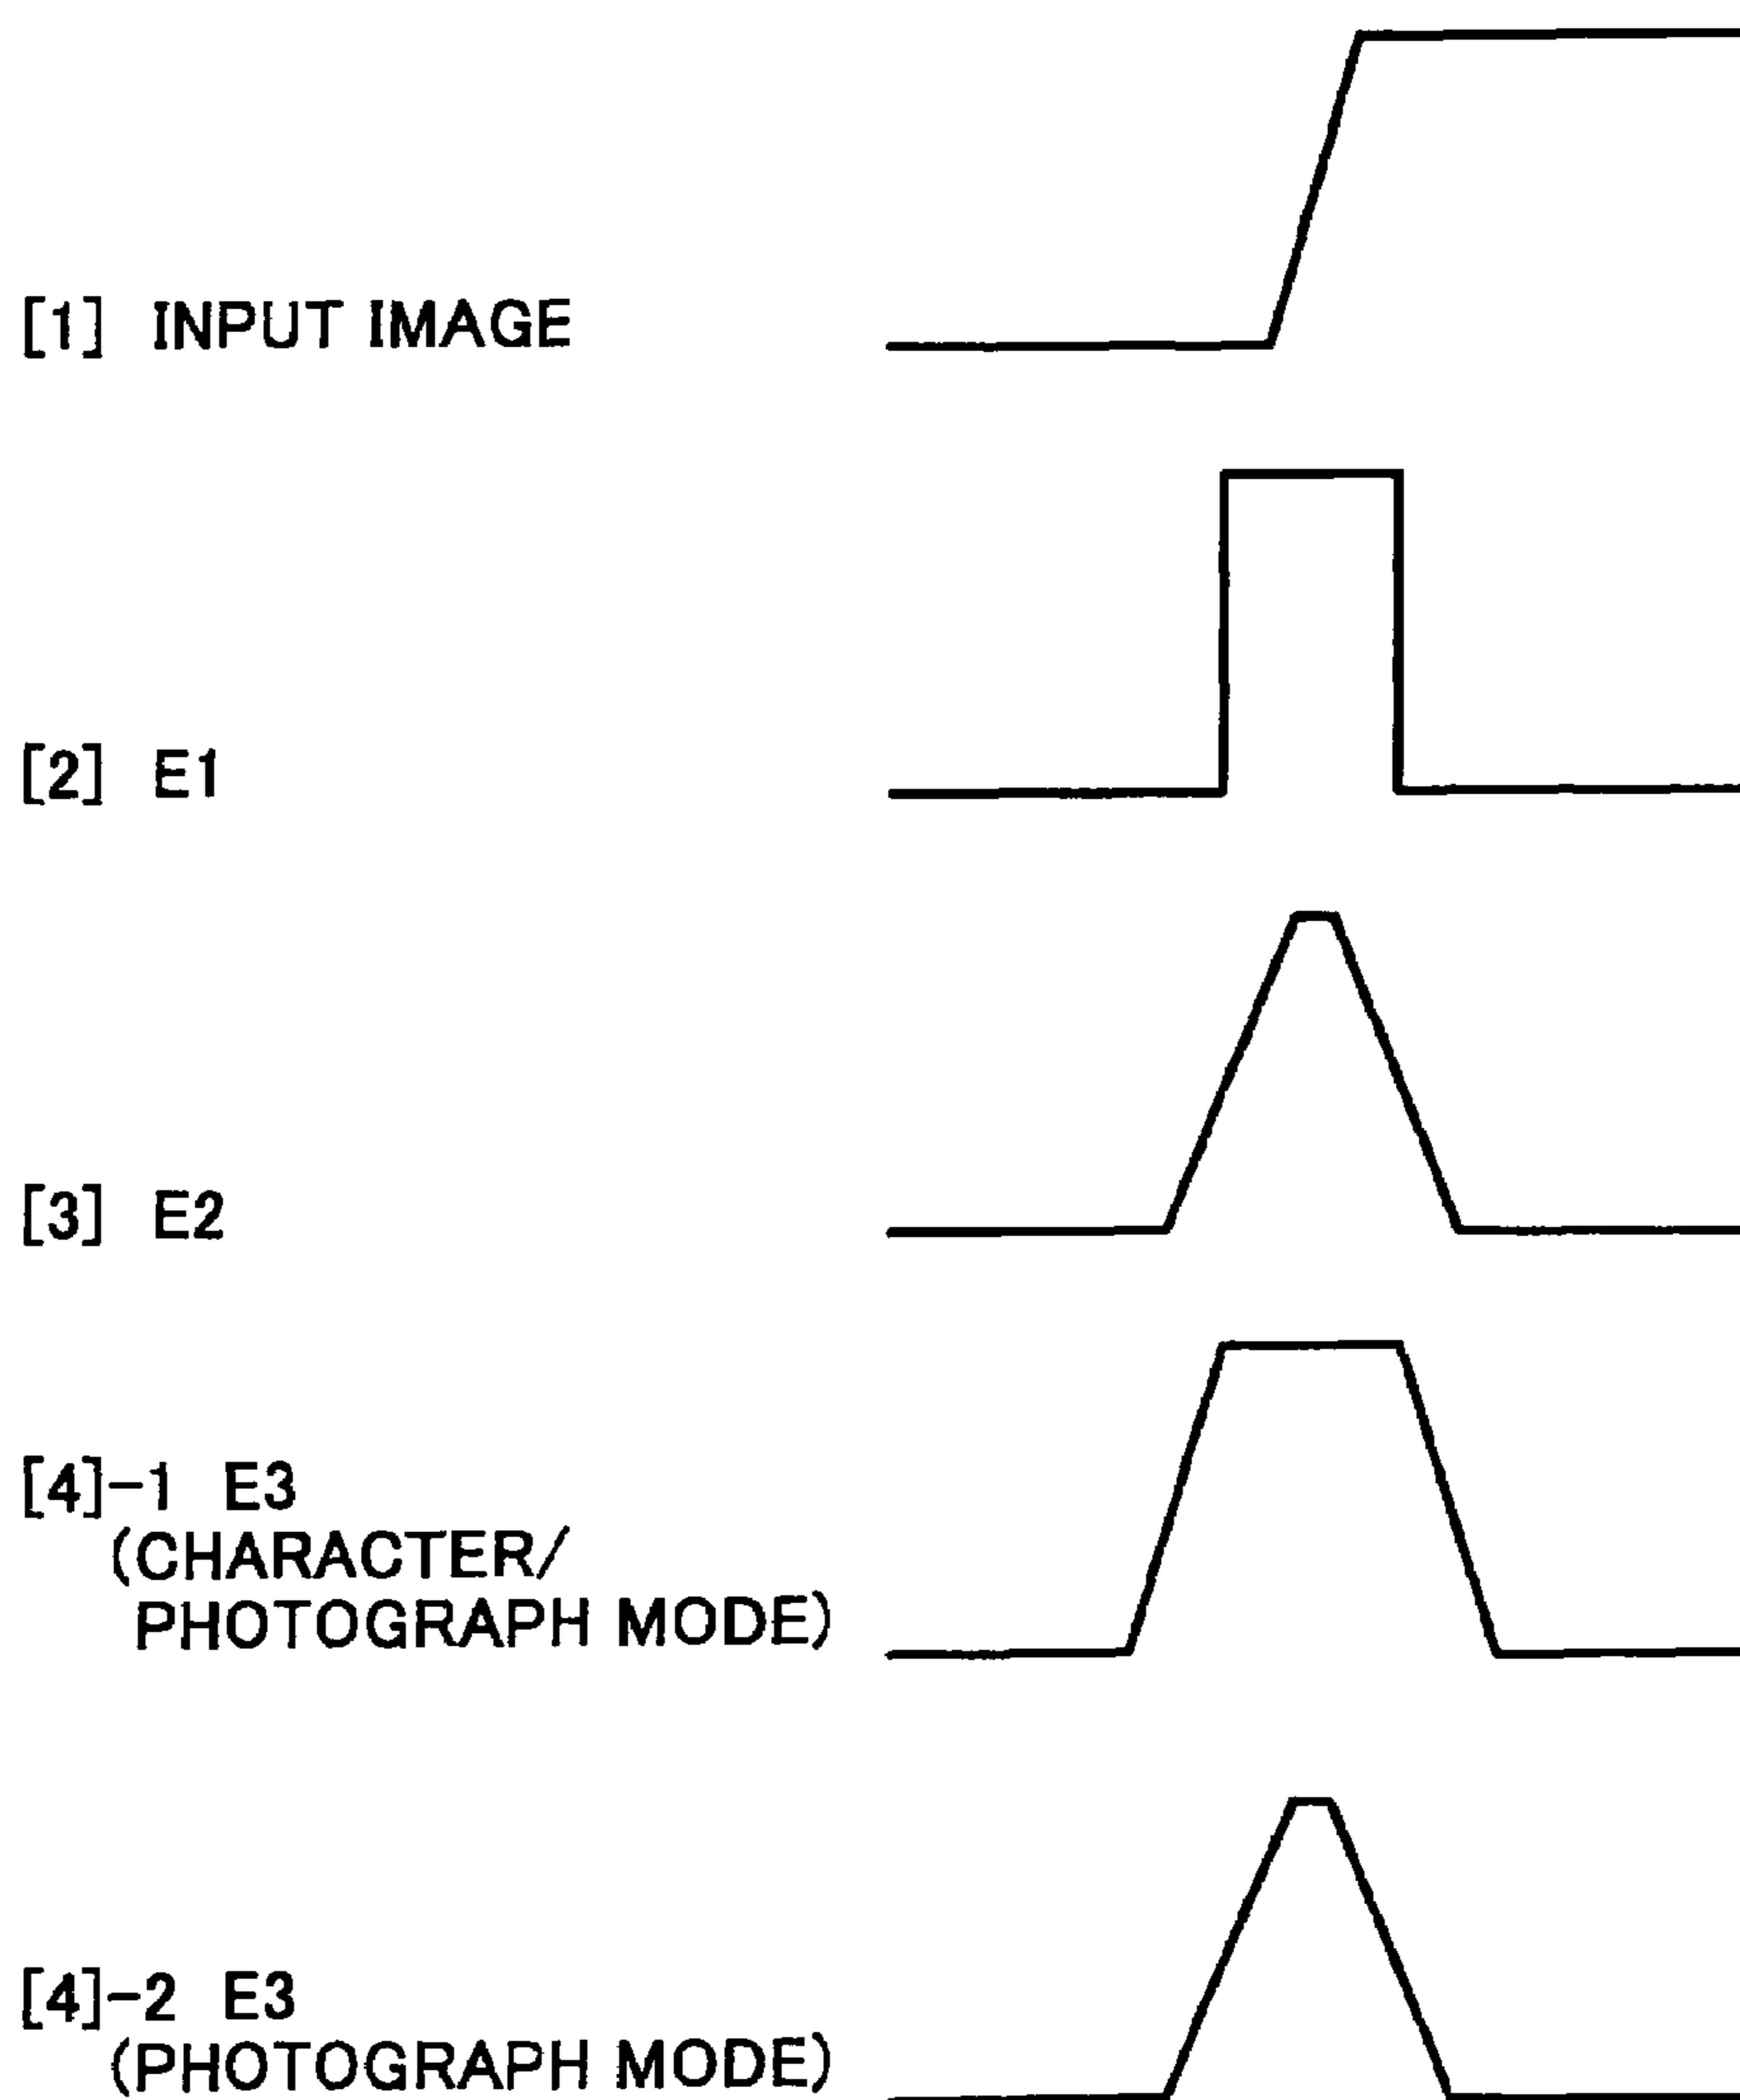 [1] INPUT IMAGE
[2] E1
[3] E2
[4]-1 E3
(CHARACTER/
PHOTOGRAPH MODE)
[4]-2 E3
(PHOTOGRAPH MODE)